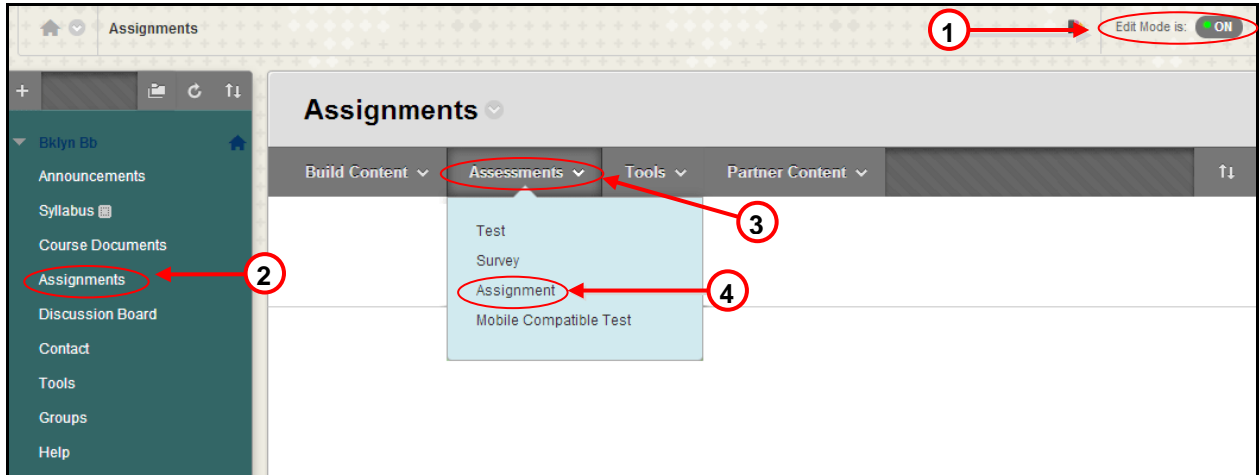 Assignments
1
Edit Mode is: ON
Assignments
Bklyn Bb
Announcements
Syllabus
Course Documents
Assignments
2
Discussion Board
Contact
Tools
Groups
Help
Build Content
Assessments
Tools
Partner Content
3
Test
Survey
Assignment
4
Mobile Compatible Test